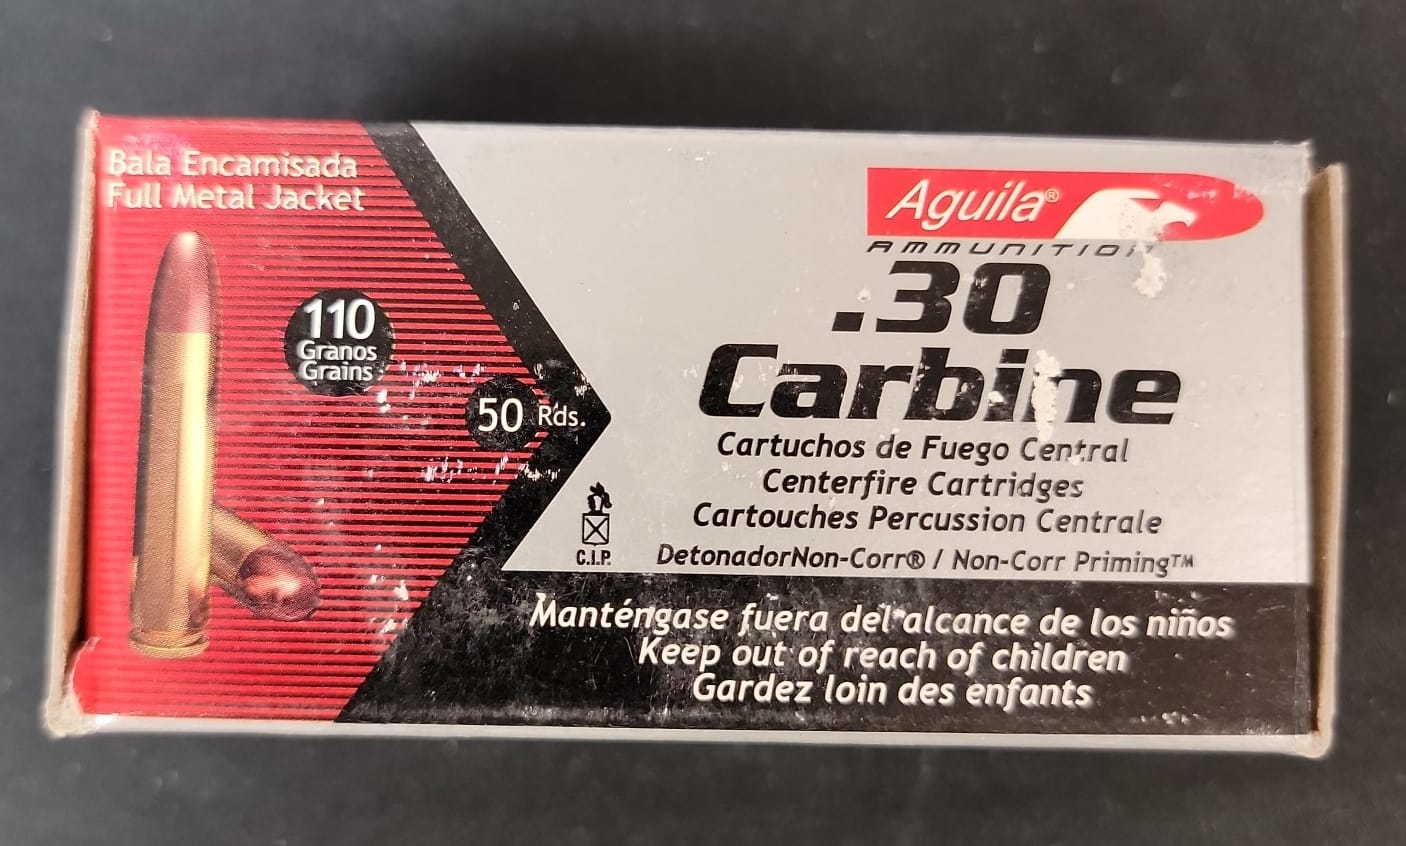 Bala Encamisada
Full Metal Jacket
110
Granos
Grains
50 Rds.
Aguila®
AMMUNITION
.30
Carbine
Cartuchos de Fuego Central
Centerfire Cartridges
Cartouches Percussion Centrale
C.I.P.
DetonadorNon-Corr® / Non-Corr Priming™
Manténgase fuera del alcance de los niños
Keep out of reach of children
Gardez loin des enfants